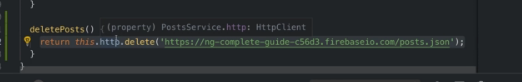 }
deletePosts() {
(property) PostsService.http: HttpClient
return this.http.delete('https://ng-complete-guide-c56d3.firebaseio.com/posts.json');
}
}